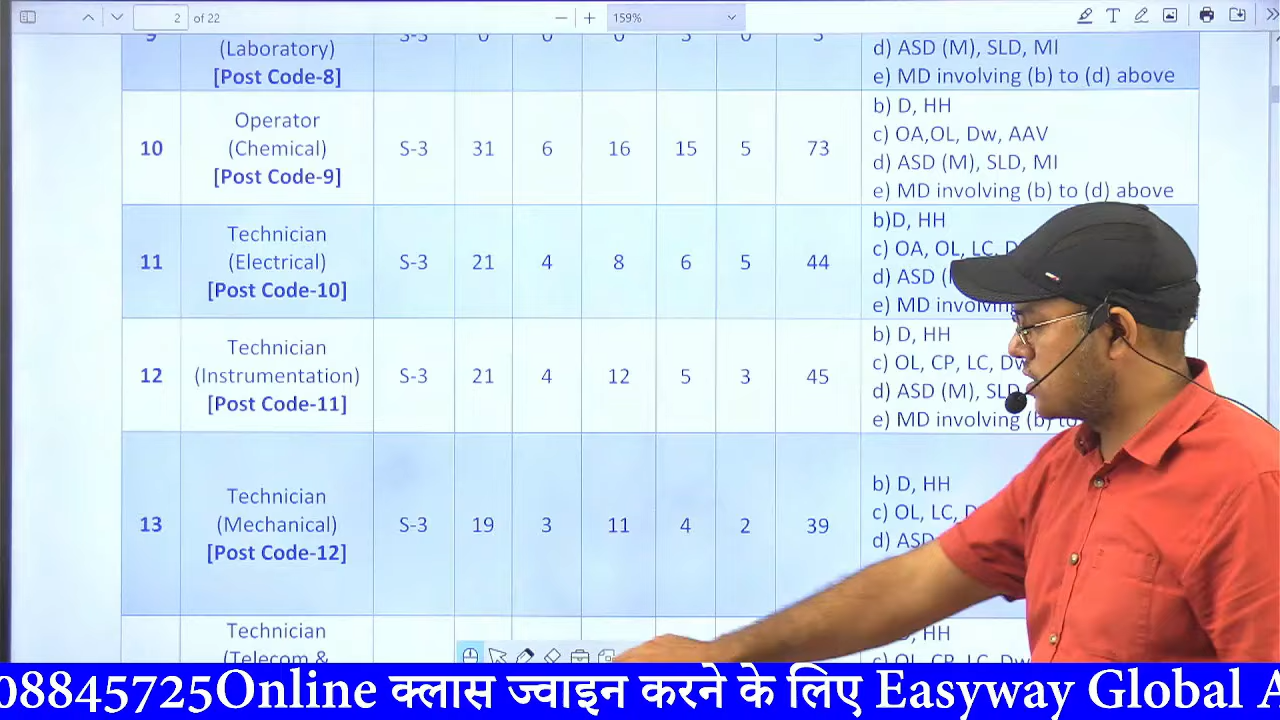 2 of 22 159%
(Laboratory)
[Post Code-8]
d) ASD (M), SLD, MI
e) MD involving (b) to (d) above
10 Operator (Chemical) [Post Code-9] S-3 31 6 16 15 5 73
b) D, HH
c) OA,OL, Dw, AAV
d) ASD (M), SLD, MI
e) MD involving (b) to (d) above
11 Technician (Electrical) [Post Code-10] S-3 21 4 8 6 5 44
b)D, HH
c) OA, OL, LC,
d) ASD
e) MD involving
12 Technician (Instrumentation) [Post Code-11] S-3 21 4 12 5 3 45
b) D, HH
c) OL, CP, LC,
d) ASD (M),
e) MD involving (b) to
13 Technician (Mechanical) [Post Code-12] S-3 19 3 11 4 2 39
b) D, HH
c) OL, LC,
d) ASD
Technician
(Telecom &
HH
08845725Online क्लास ज्वाइन करने के लिए Easyway Global A